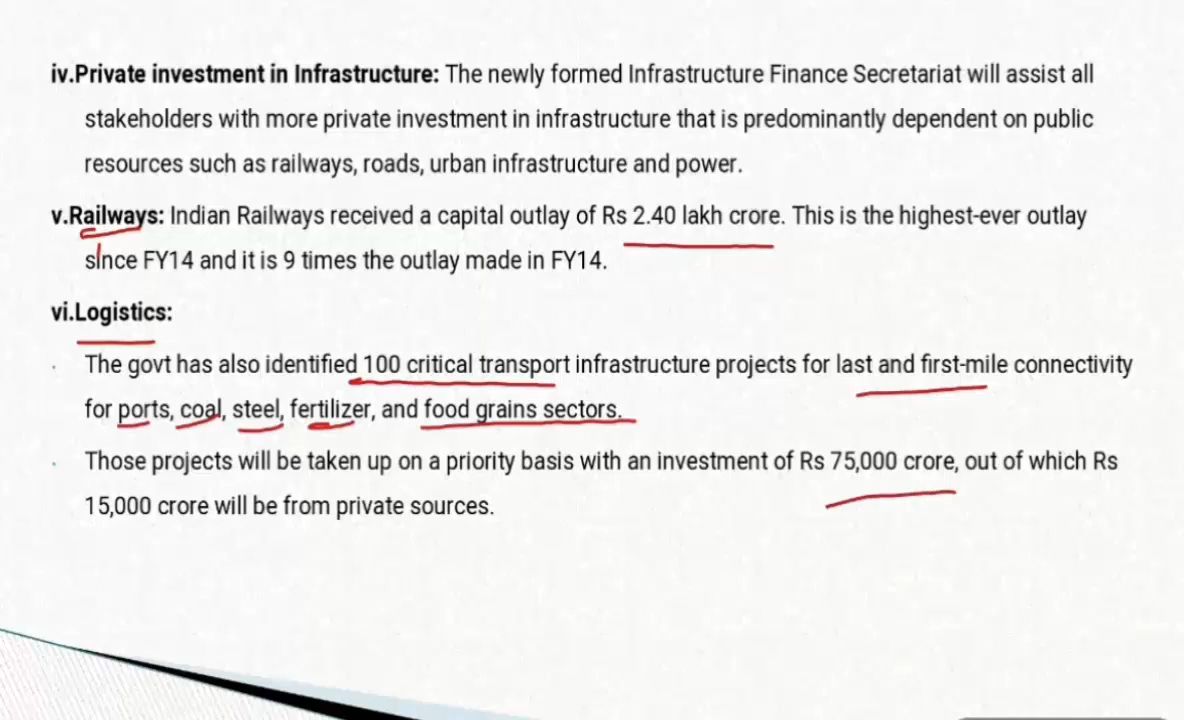 iv.Private investment in Infrastructure: The newly formed Infrastructure Finance Secretariat will assist all
stakeholders with more private investment in infrastructure that is predominantly dependent on public
resources such as railways, roads, urban infrastructure and power.
v.Railways: Indian Railways received a capital outlay of Rs 2.40 lakh crore. This is the highest-ever outlay
since FY14 and it is 9 times the outlay made in FY14.
vi.Logistics:
· The govt has also identified 100 critical transport infrastructure projects for last and first-mile connectivity
for ports, coal, steel, fertilizer, and food grains sectors.
· Those projects will be taken up on a priority basis with an investment of Rs 75,000 crore, out of which Rs
15,000 crore will be from private sources.